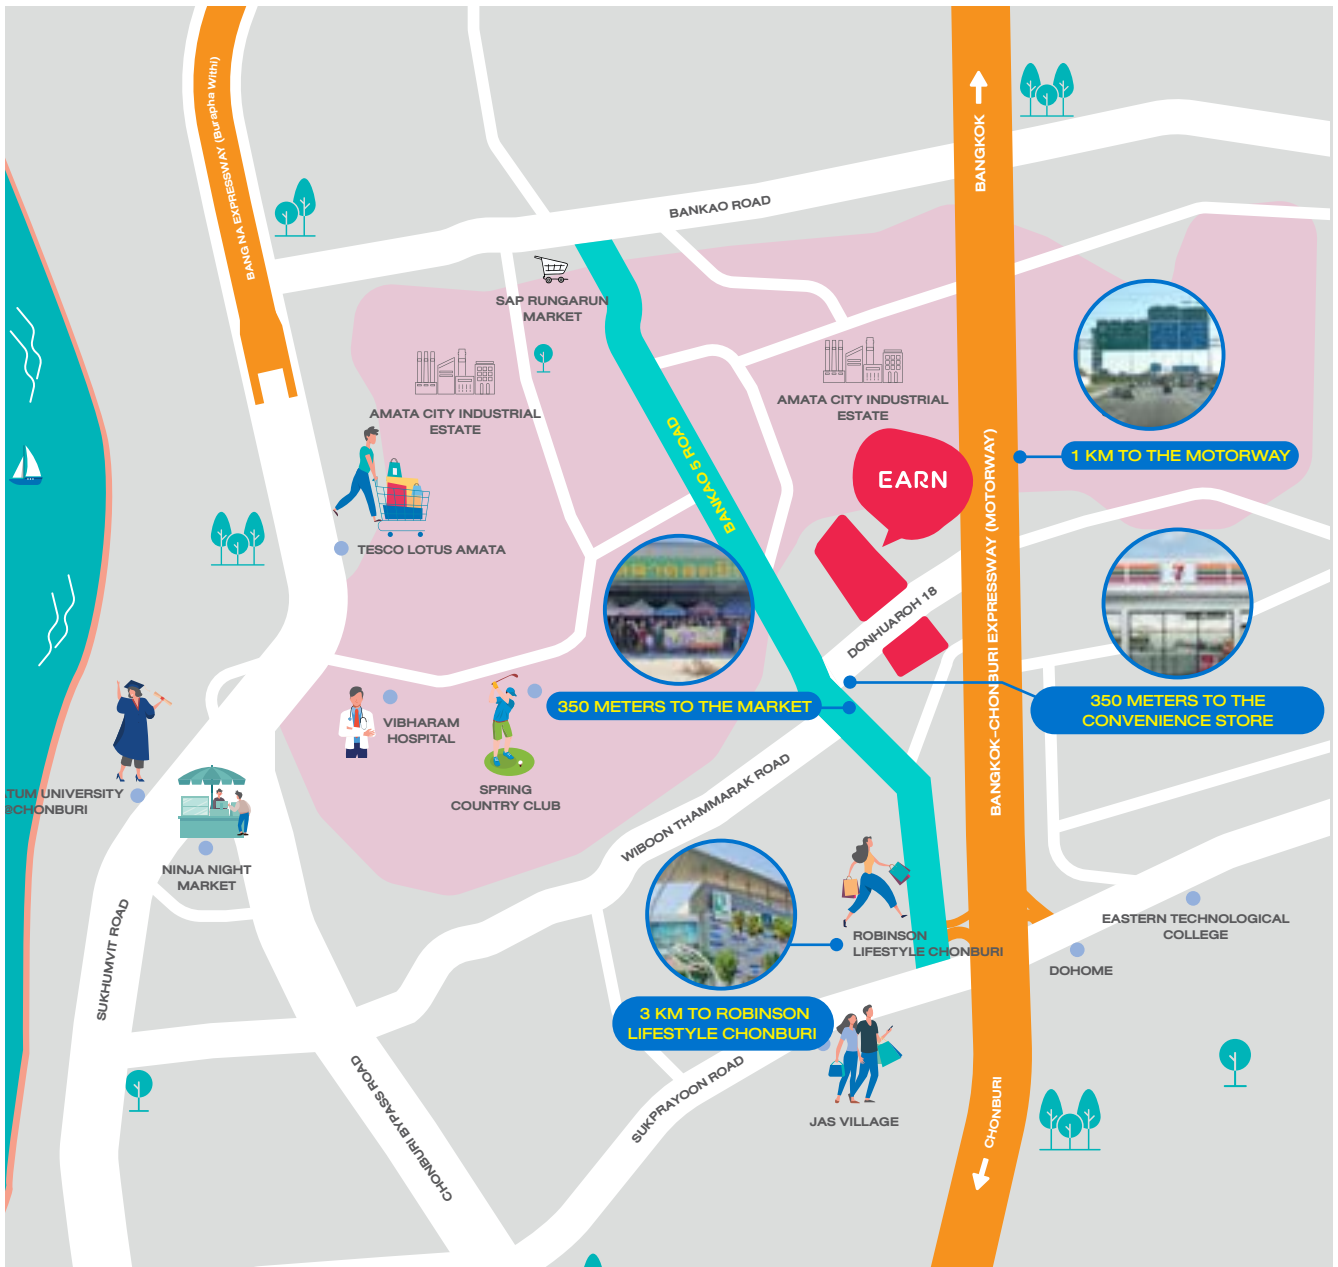 BANG NA EXPRESSWAY (Burapha Withi)
BANGKOK
BANKAO ROAD
SAP RUNGARUN
MARKET
AMATA CITY INDUSTRIAL
ESTATE
AMATA CITY INDUSTRIAL
ESTATE
BANKAO 5 ROAD
EARN
1 KM TO THE MOTORWAY
BANGKOK-CHONBURI EXPRESSWAY (MOTORWAY)
TESCO LOTUS AMATA
7
DONHUAROH 18
350 METERS TO THE MARKET
350 METERS TO THE
CONVENIENCE STORE
VIBHARAM
HOSPITAL
SPRING
COUNTRY CLUB
TUM UNIVERSITY
@CHONBURI
NINJA NIGHT
MARKET
WIBOON THAMMARAK ROAD
SUKHUMVIT ROAD
ROBINSON
LIFESTYLE CHONBURI
EASTERN TECHNOLOGICAL
COLLEGE
DOHOME
3 KM TO ROBINSON
LIFESTYLE CHONBURI
CHONBURI BYPASS ROAD
SUKPRAYOON ROAD
JAS VILLAGE
CHONBURI